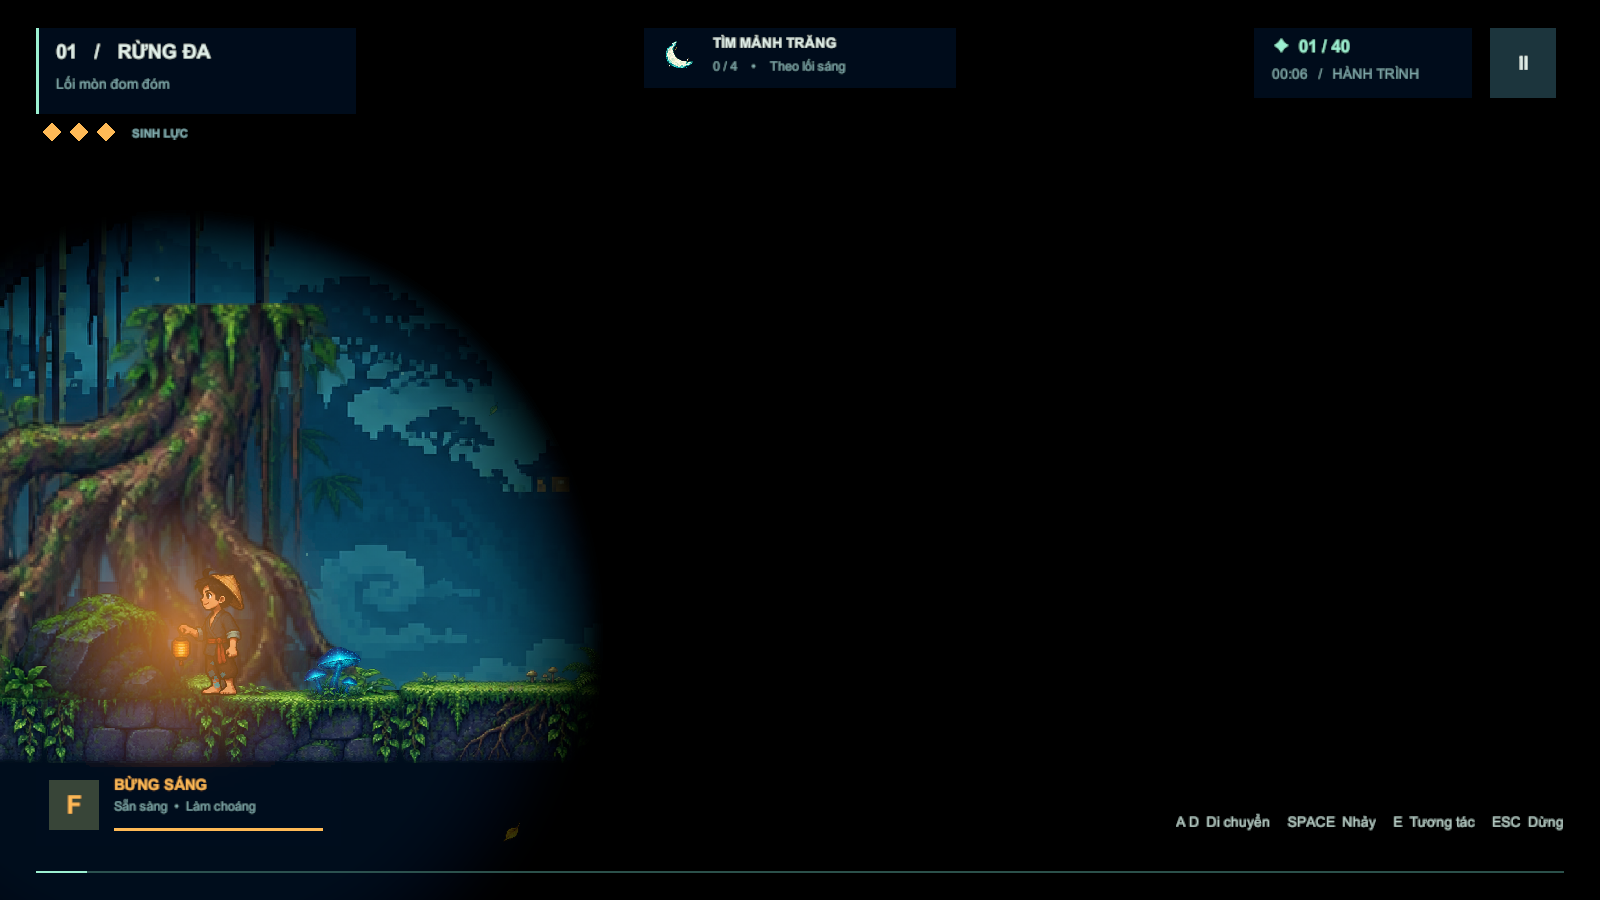 01 / RỪNG ĐA
Lối mòn đom đóm
SINH LỰC
TÌM MẢNH TRĂNG
0 / 4 • Theo lối sáng
01 / 40
00:06 / HÀNH TRÌNH
F
BỪNG SÁNG
Sẵn sàng • Làm choáng
A D Di chuyển SPACE Nhảy E Tương tác ESC Dừng